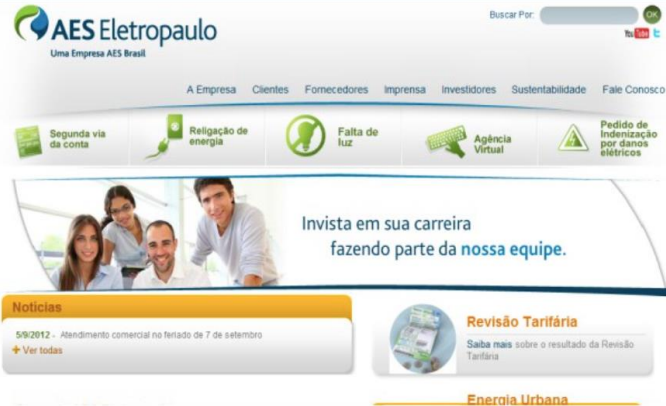 AES Eletropaulo
Uma Empresa AES Brasil
Buscar Por:
OK
You Tube
A Empresa Clientes Fornecedores Imprensa Investidores Sustentabilidade Fale Conosco
Segunda via
da conta
Religação de
energia
Falta de
luz
Agência
Virtual
Pedido de
Indenização
por danos
elétricos
Invista em sua carreira
fazendo parte da nossa equipe.
Notícias
5/9/2012 - Atendimento comercial no feriado de 7 de setembro
+ Ver todas
Revisão Tarifária
Saiba mais sobre o resultado da Revisão
Tarifária
Energia Urbana